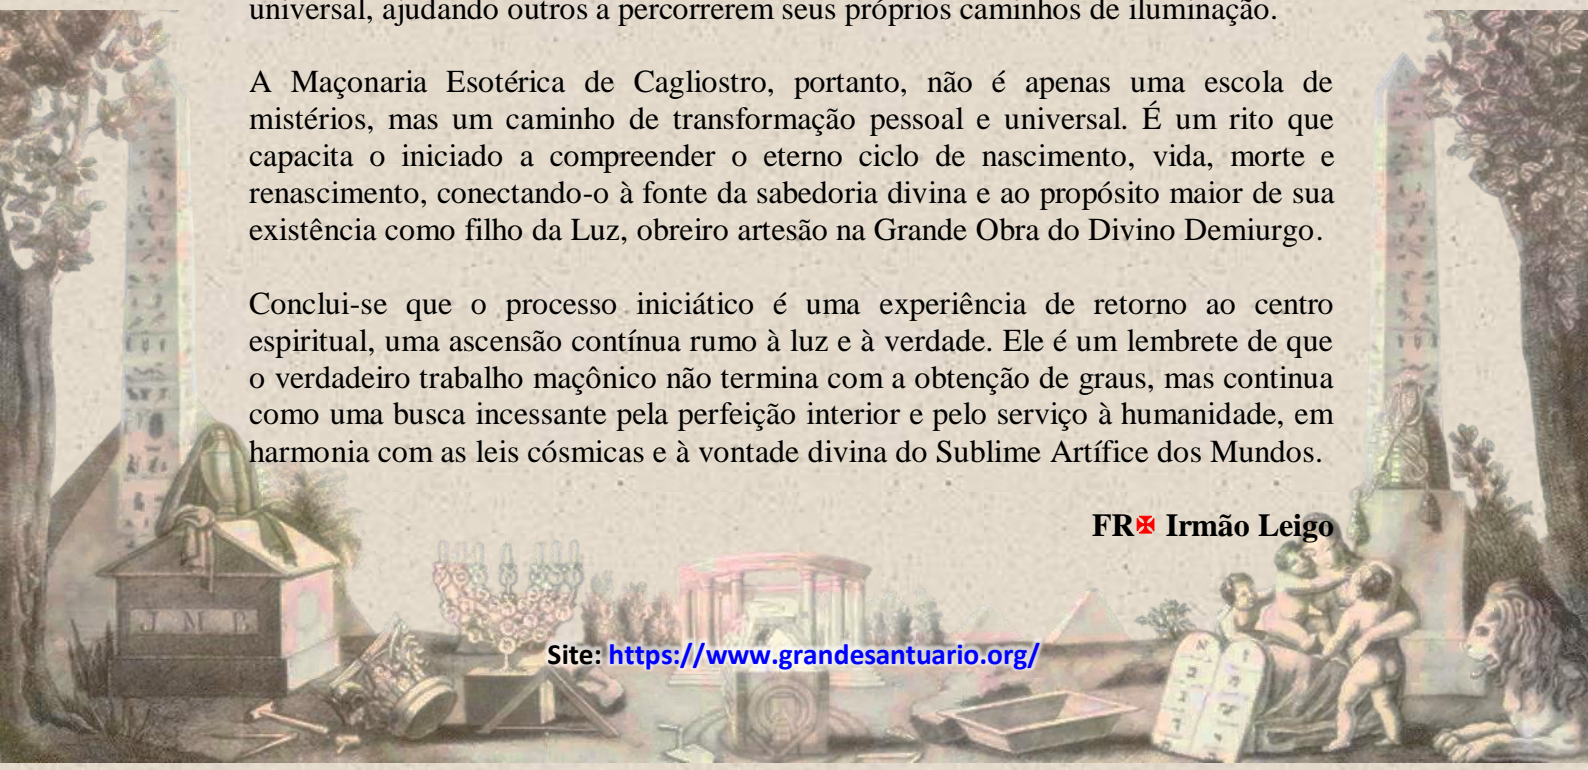 universal, ajudando outros a percorrerem seus próprios caminhos de iluminação.
A Maçonaria Esotérica de Cagliostro, portanto, não é apenas uma escola de
mistérios, mas um caminho de transformação pessoal e universal. É um rito que
capacita o iniciado a compreender o eterno ciclo de nascimento, vida, morte e
renascimento, conectando-o à fonte da sabedoria divina e ao propósito maior de sua
existência como filho da Luz, obreiro artesão na Grande Obra do Divino Demiurgo.
Conclui-se que o processo iniciático é uma experiência de retorno ao centro
espiritual, uma ascensão contínua rumo à luz e à verdade. Ele é um lembrete de que
o verdadeiro trabalho maçônico não termina com a obtenção de graus, mas continua
como uma busca incessante pela perfeição interior e pelo serviço à humanidade, em
harmonia com as leis cósmicas e à vontade divina do Sublime Artífice dos Mundos.
FR✠ Irmão Leigo
J M B
Site: https://www.grandesantuario.org/